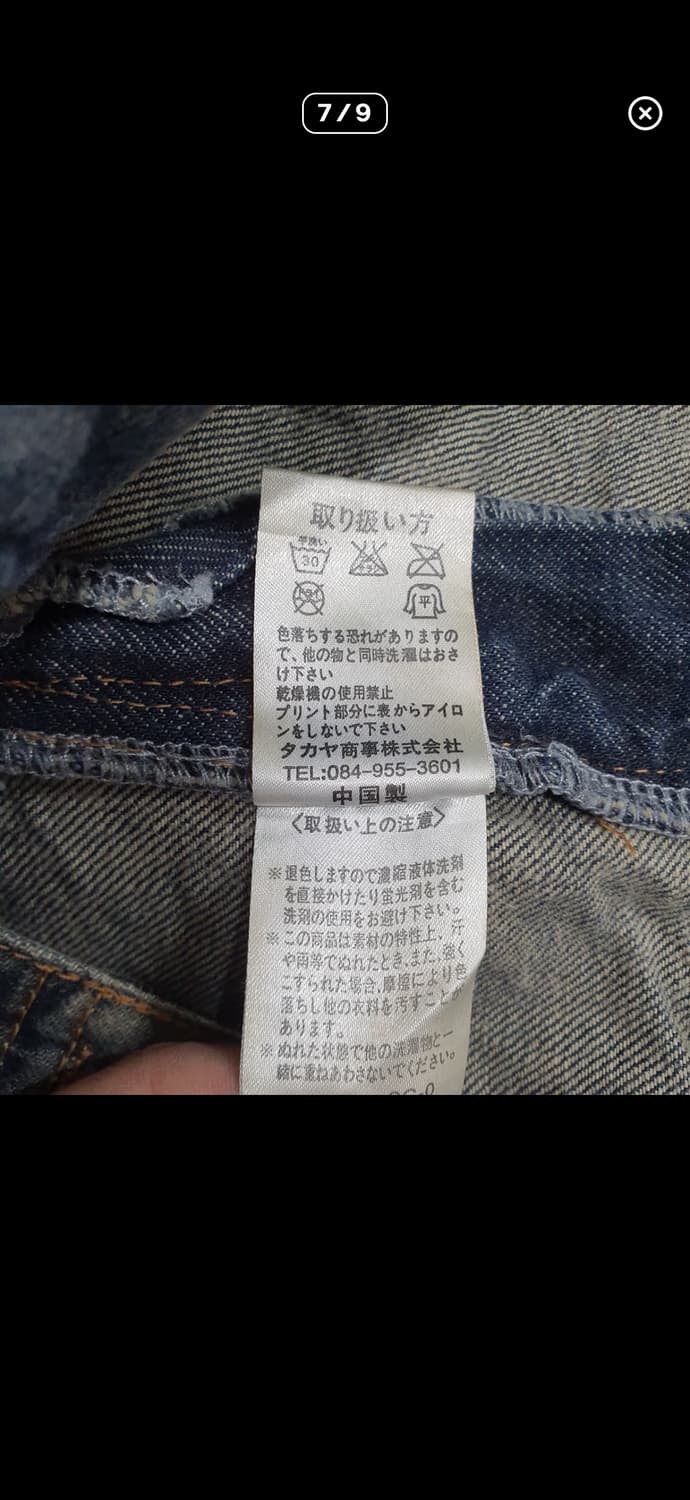 7/9
取り扱い方
手洗い
30
平
色落ちする恐れがありますの
で、他の物と同時洗濯はおさ
け下さい
乾燥機の使用禁止
プリント部分に表からアイロ
ンをしないで下さい
タカヤ商事株式会社
TEL:084-955-3601
中国製
〈取扱い上の注意〉
※退色しますので濃縮液体洗剤
を直接かけたり蛍光剤を含む
洗剤の使用をお避け下さい。
※この商品は素材の特性上、汗
や雨等でぬれたとき、また、強く
こすられた場合、摩擦により色
落ちし他の衣料を汚すことが
あります。
※ぬれた状態で他の洗濯物と一
緒に重ねあわさないでください。